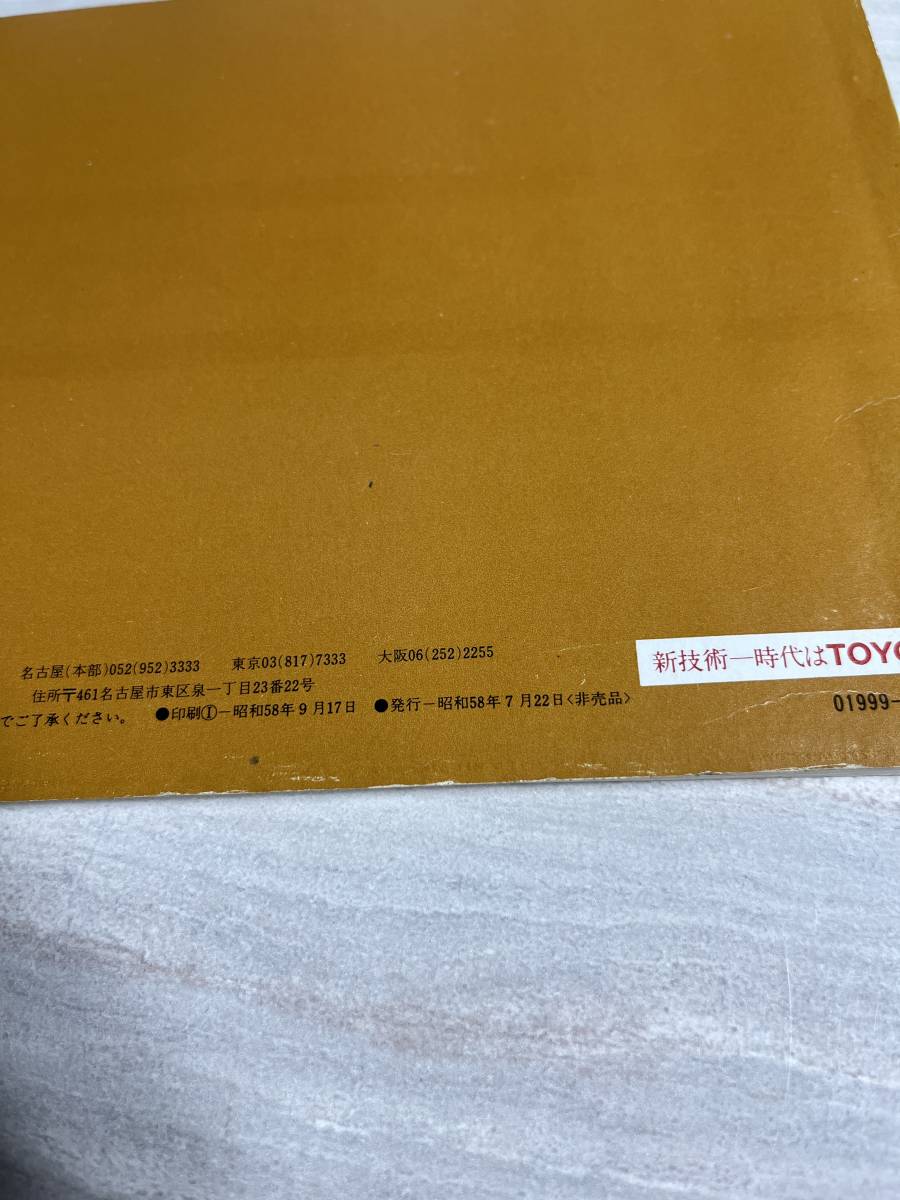 名古屋(本部)052(952)3333 東京03(817)7333 大阪06(252)2255
住所〒461名古屋市東区泉一丁目23番22号
でご了承ください。 ●印刷Ⓘ−昭和58年9月17日 ●発行−昭和58年7月22日〈非売品〉
新技術―時代はTOYO
01999-